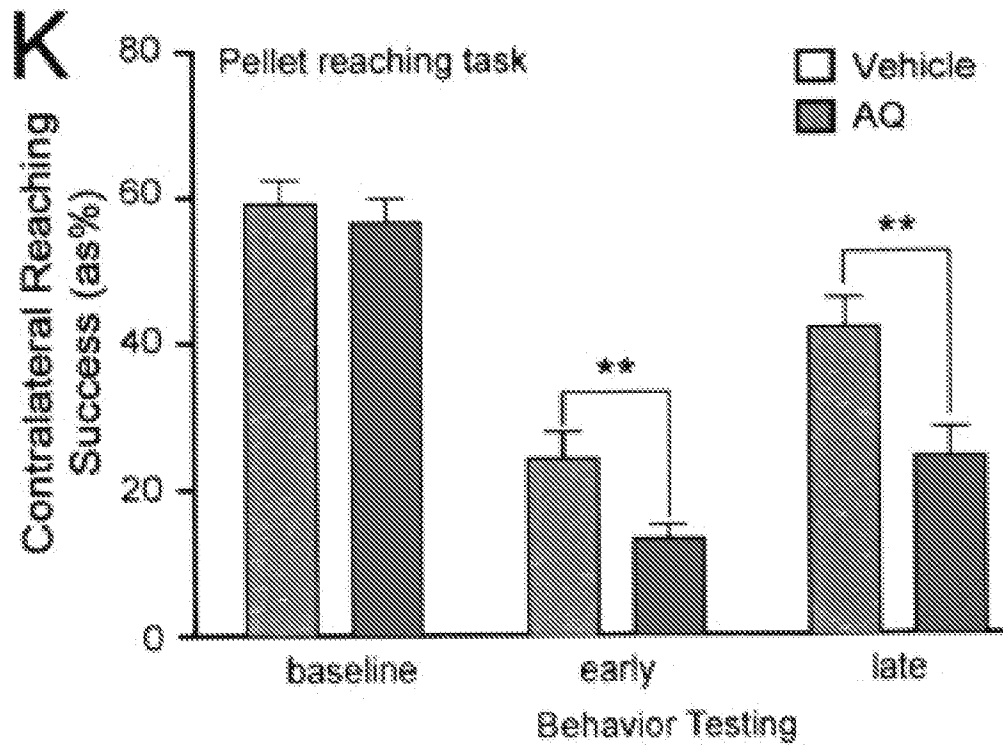 K
80
Pellet reaching task
Vehicle
AQ
Contralateral Reaching
Success (as%)
60
**
**
40
20
0
baseline
early
late
Behavior Testing